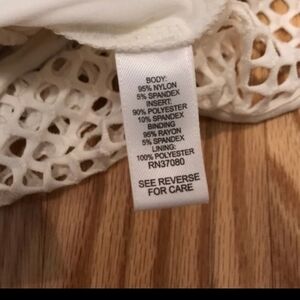 BODY:
95% NYLON
5% SPANDEX
INSERT:
90% POLYESTER
10% SPANDEX
BINDING
95% RAYON
5% SPANDEX
LINING:
100% POLYESTER
RN37080
SEE REVERSE
FOR CARE